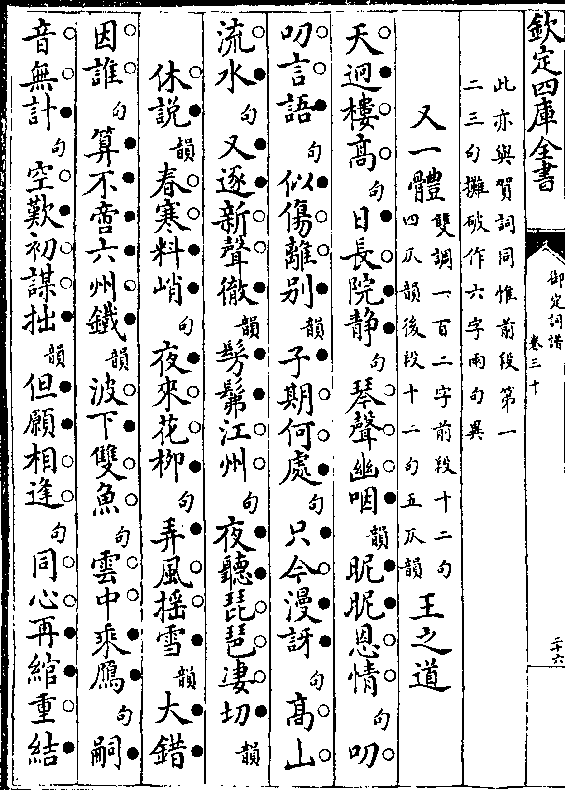 欽定四庫全書
御定詞譜
卷三十
二十六
此亦與賀詞同惟前段第一
二三句攤破作六字兩句異
又一體
雙調一百二字前段十二句
四仄韻後段十二句五仄韻
王之道
天迥樓高句日長院静句琴聲幽咽韻昵昵恩情句叨
叨言語句似傷離别韻子期何處句只今漫訝句髙山
流水句又逐新聲徹韻髣髴江州句夜聽琵琶凄切韻
休説韻春寒料峭句夜來花柳句弄風摇雪韻大錯
因誰句算不啻六州鐵韻波下雙魚句雲中乘鴈句嗣
音無計句空歎初謀拙韻但願相逢句同心再綰重結